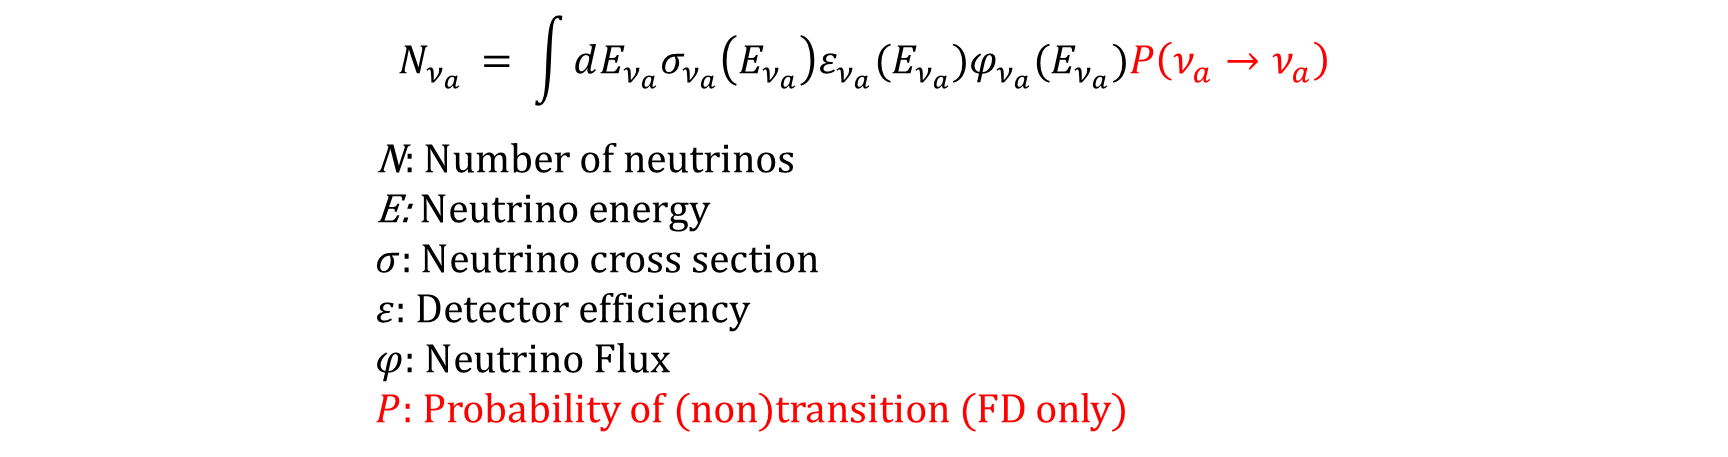 N_{ν_a} = ∫ dE_{ν_a} σ_{ν_a}(E_{ν_a}) ε_{ν_a}(E_{ν_a}) φ_{ν_a}(E_{ν_a}) P(ν_a → ν_a)
N: Number of neutrinos
E: Neutrino energy
σ: Neutrino cross section
ε: Detector efficiency
φ: Neutrino Flux
P: Probability of (non)transition (FD only)